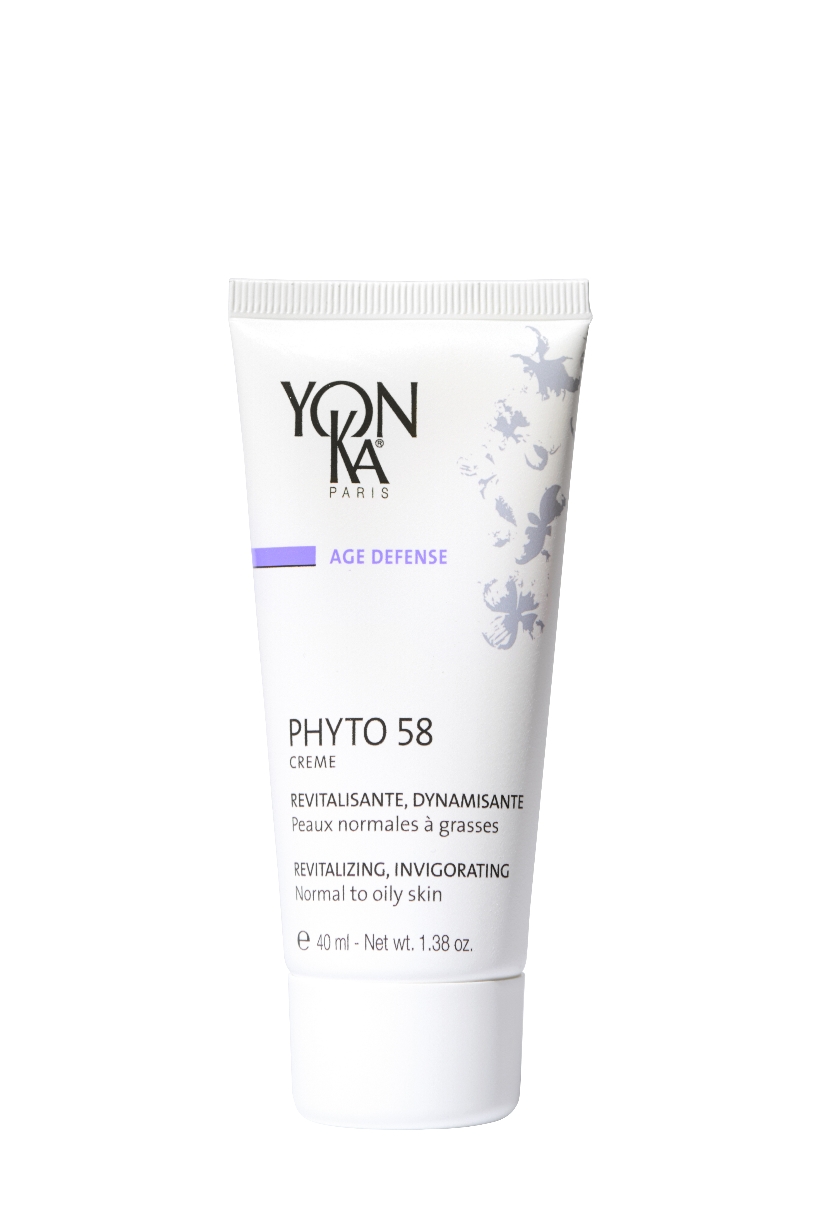 YON
KA®
PARIS
AGE DEFENSE
PHYTO 58
CREME
REVITALISANTE, DYNAMISANTE
Peaux normales à grasses
REVITALIZING, INVIGORATING
Normal to oily skin
e 40 ml - Net wt. 1.38 oz.